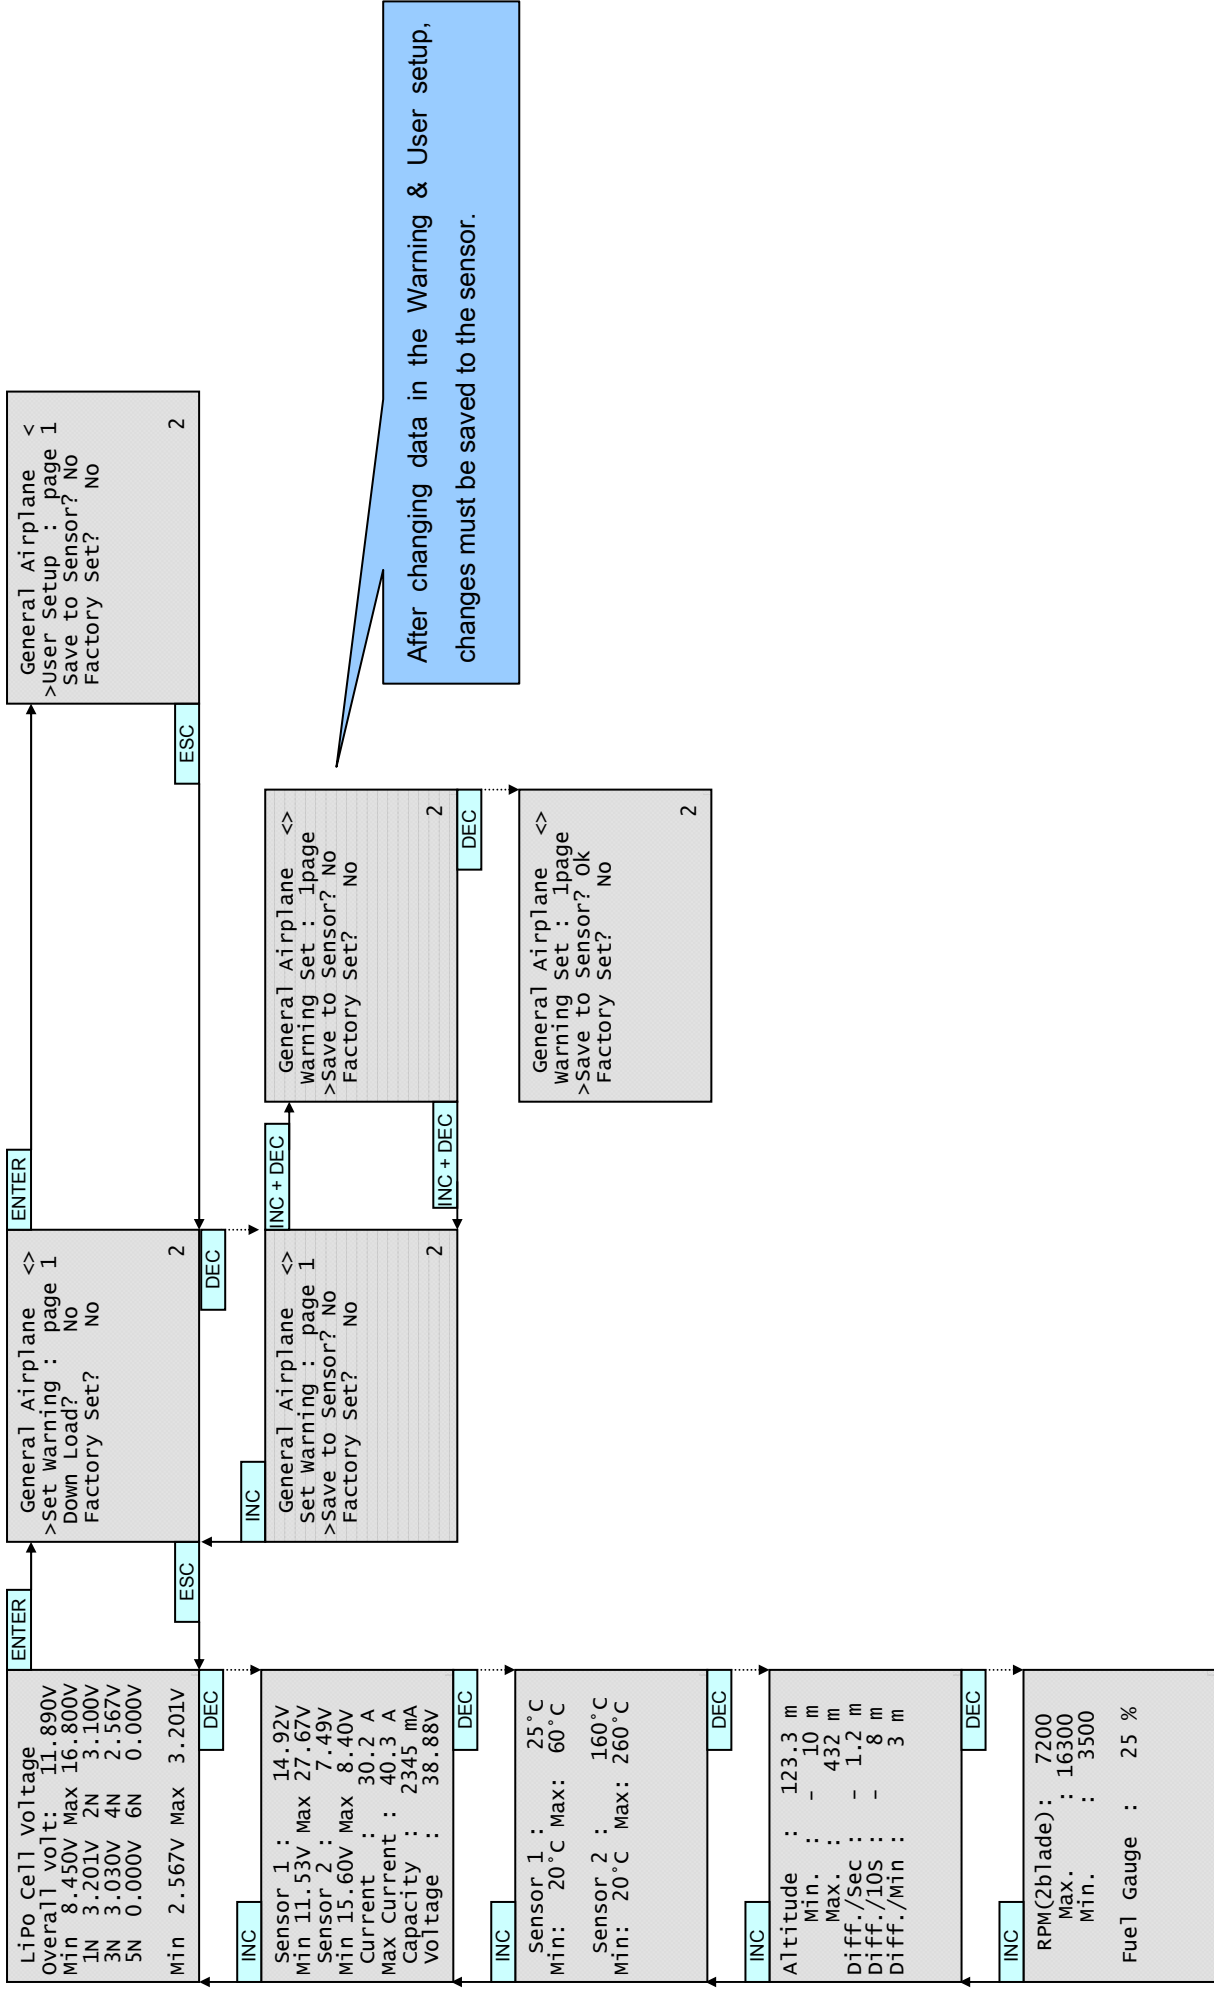 LiPo Cell Voltage
Overall volt: 11.890V
Min 8.450V Max 16.800V
1N 3.201V 2N 3.100V
3N 3.030V 4N 2.567V
5N 0.000V 6N 0.000V
Min 2.567V Max 3.201V
ENTER
ESC
General Airplane <>
>Set Warning : page 1
Down Load? No
Factory Set? No
2
ENTER
ESC
General Airplane <
>User Setup : page 1
Save to Sensor? No
Factory Set? No
2
INC
DEC
INC
DEC
Sensor 1 : 14.92V
Min 11.53V Max 27.67V
Sensor 2 : 7.49V
Min 15.60V Max 8.40V
Current : 30.2 A
Max Current : 40.3 A
Capacity : 2345 mA
Voltage : 38.88V
General Airplane <>
Set Warning : page 1
>Save to Sensor? No
Factory Set? No
2
INC + DEC
INC + DEC
General Airplane <>
Warning Set : 1page
>Save to Sensor? No
Factory Set? No
2
After changing data in the Warning & User setup,
changes must be saved to the sensor.
INC
DEC
DEC
Sensor 1 : 25°C
Min: 20°C Max: 60°C
Sensor 2 : 160°C
Min: 20°C Max: 260°C
General Airplane <>
Warning Set : 1page
>Save to Sensor? Ok
Factory Set? No
2
INC
DEC
Altitude : 123.3 m
Min. : - 10 m
Max. : 432 m
Diff./Sec : - 1.2 m
Diff./10s : - 8 m
Diff./Min : 3 m
INC
DEC
RPM(2blade): 7200
Max. : 16300
Min. : 3500
Fuel Gauge : 25 %